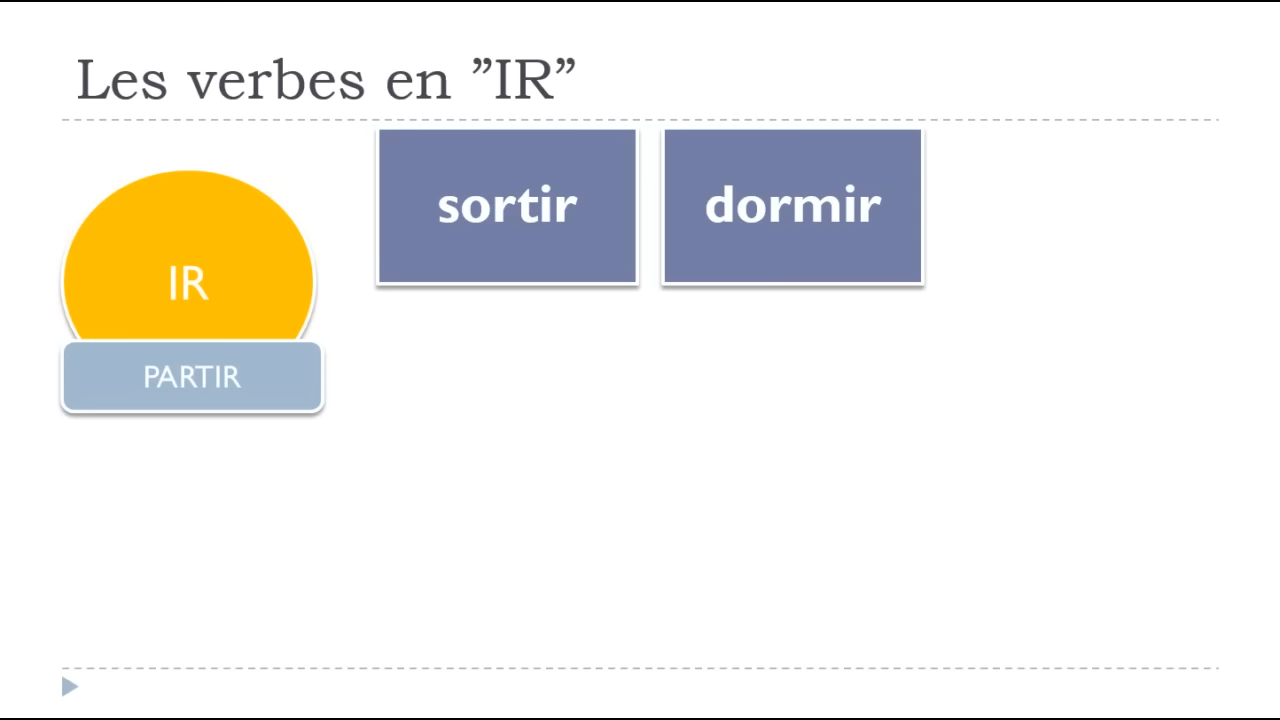 Les verbes en ”IR”
sortir
dormir
IR
PARTIR